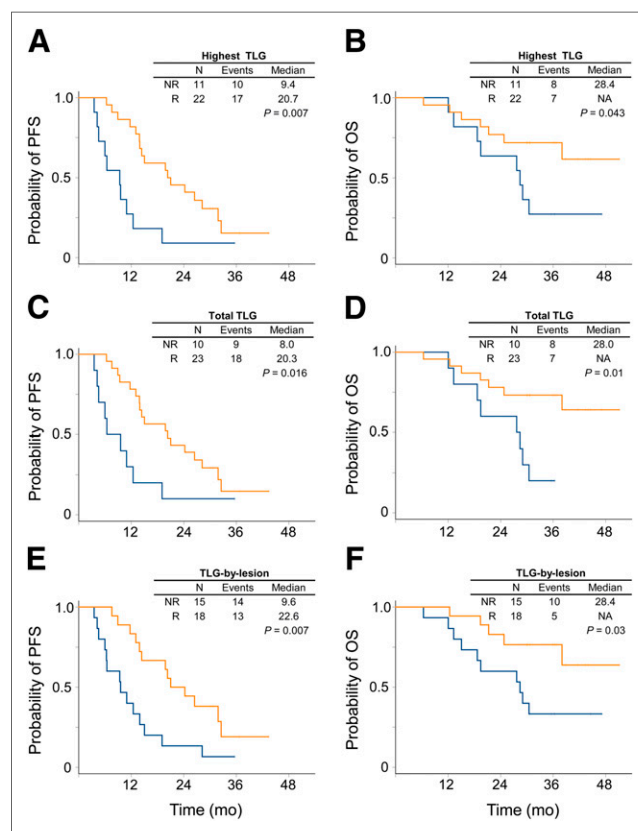 A
Highest TLG
N Events Median
NR 11 10 9.4
R 22 17 20.7
P = 0.007
Probability of PFS
1.0
0.5
0
12 24 36 48
B
Highest TLG
N Events Median
NR 11 8 28.4
R 22 7 NA
P = 0.043
Probability of OS
1.0
0.5
0
12 24 36 48
C
Total TLG
N Events Median
NR 10 9 8.0
R 23 18 20.3
P = 0.016
Probability of PFS
1.0
0.5
0
12 24 36 48
D
Total TLG
N Events Median
NR 10 8 28.0
R 23 7 NA
P = 0.01
Probability of OS
1.0
0.5
0
12 24 36 48
E
TLG-by-lesion
N Events Median
NR 15 14 9.6
R 18 13 22.6
P = 0.007
Probability of PFS
1.0
0.5
0
12 24 36 48
Time (mo)
F
TLG-by-lesion
N Events Median
NR 15 10 28.4
R 18 5 NA
P = 0.03
Probability of OS
1.0
0.5
0
12 24 36 48
Time (mo)